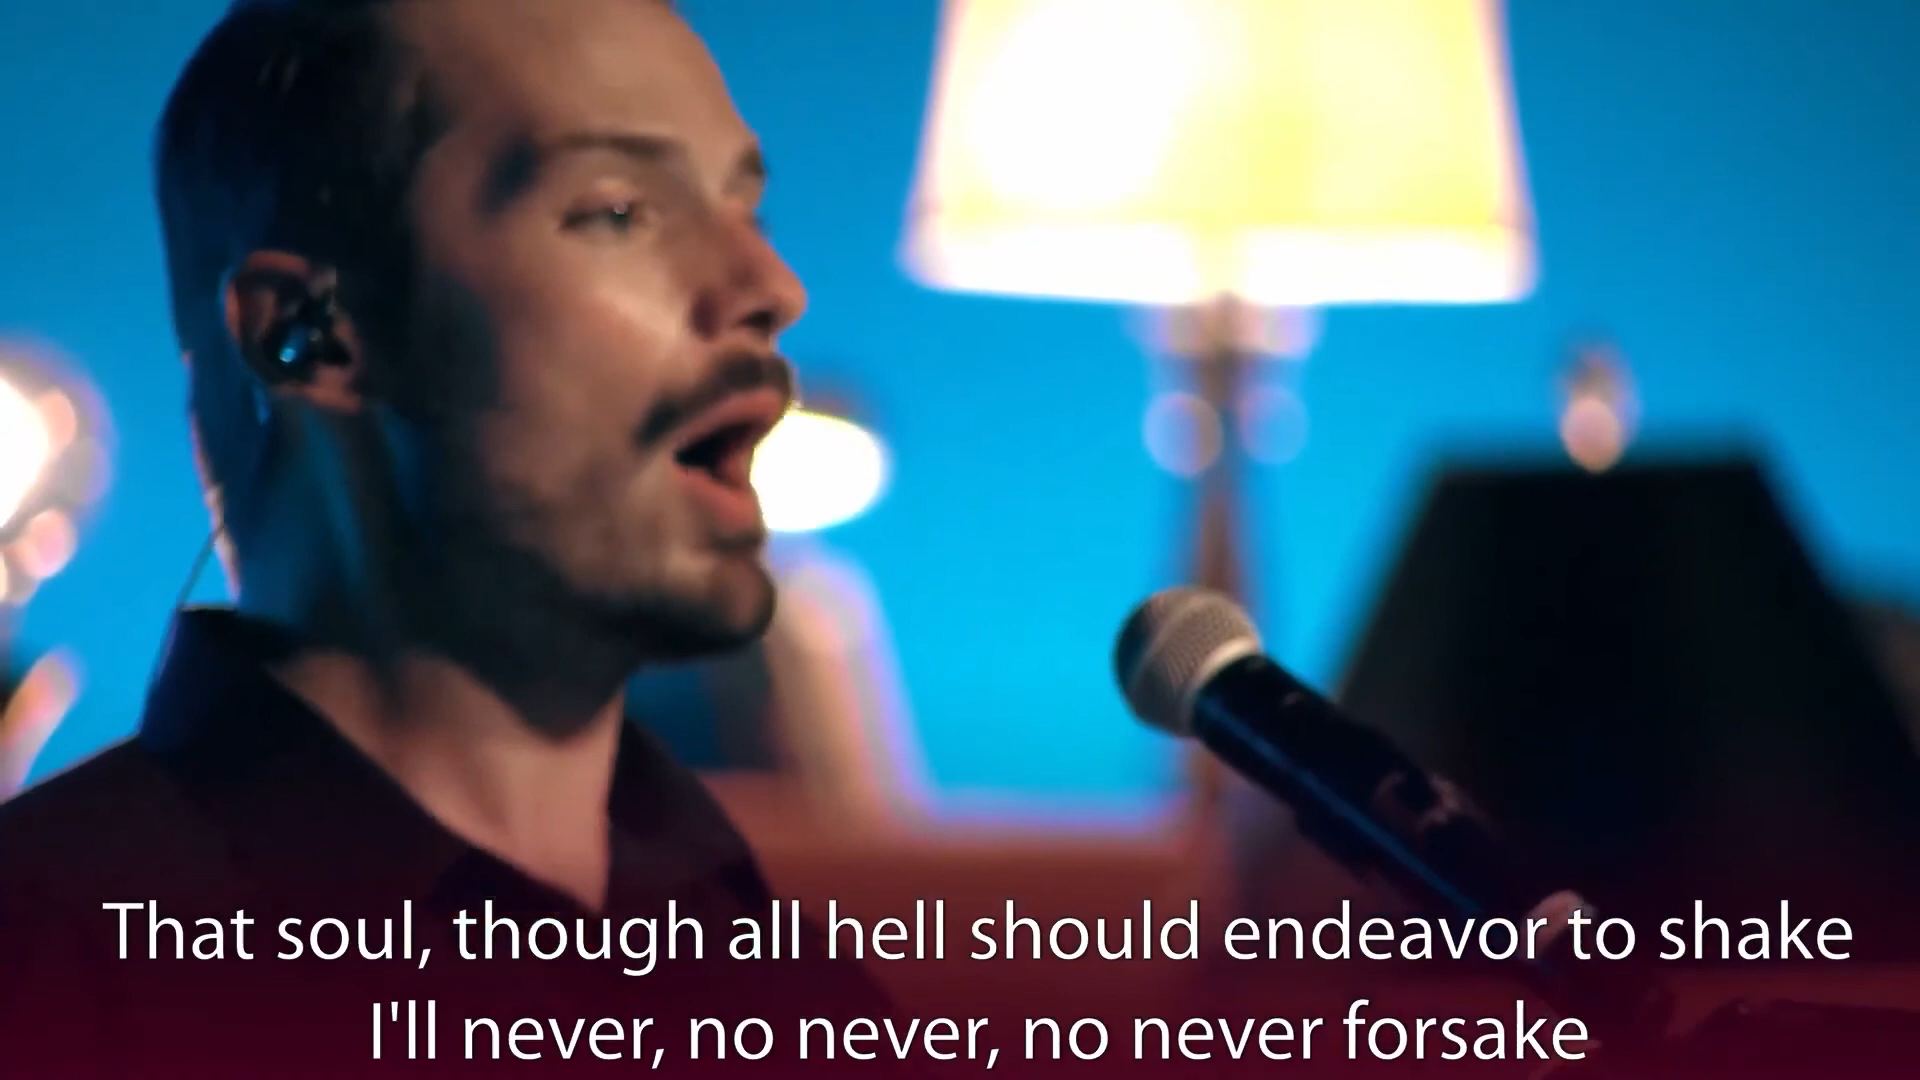 That soul, though all hell should endeavor to shake
I'll never, no never, no never forsake